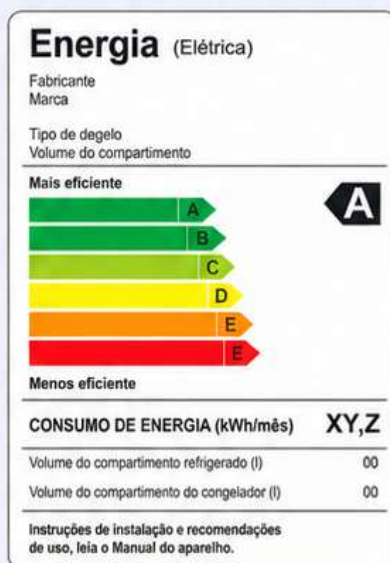 Energia (Elétrica)
Fabricante
Marca
Tipo de degelo
Volume do compartimento
Mais eficiente
A
A
B
C
D
E
E
Menos eficiente
CONSUMO DE ENERGIA (kWh/mês) XY,Z
Volume do compartimento refrigerado (l) 00
Volume do compartimento do congelador (l) 00
Instruções de instalação e recomendações
de uso, leia o Manual do aparelho.